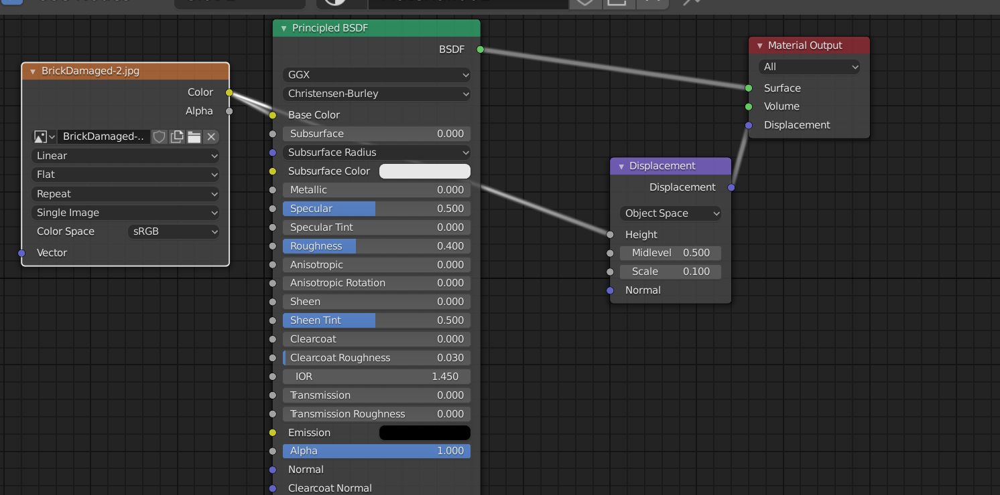 BrickDamaged-2.jpg
Color
Alpha
BrickDamaged-..
Linear
Flat
Repeat
Single Image
Color Space sRGB
Vector
Principled BSDF
BSDF
GGX
Christensen-Burley
Base Color
Subsurface 0.000
Subsurface Radius
Subsurface Color
Metallic 0.000
Specular 0.500
Specular Tint 0.000
Roughness 0.400
Anisotropic 0.000
Anisotropic Rotation 0.000
Sheen 0.000
Sheen Tint 0.500
Clearcoat 0.000
Clearcoat Roughness 0.030
IOR 1.450
Transmission 0.000
Transmission Roughness 0.000
Emission
Alpha 1.000
Normal
Clearcoat Normal
Displacement
Displacement
Object Space
Height
Midlevel 0.500
Scale 0.100
Normal
Material Output
All
Surface
Volume
Displacement